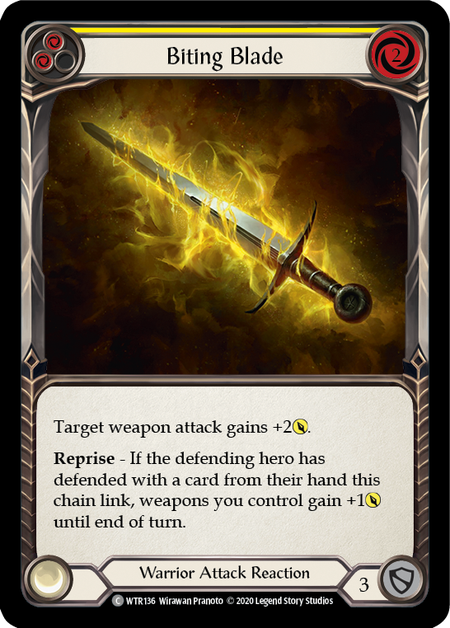 Biting Blade
2
Target weapon attack gains +2.
Reprise - If the defending hero has
defended with a card from their hand this
chain link, weapons you control gain +1
until end of turn.
Warrior Attack Reaction
3
C WTR136 Wirawan Pranoto © 2020 Legend Story Studios